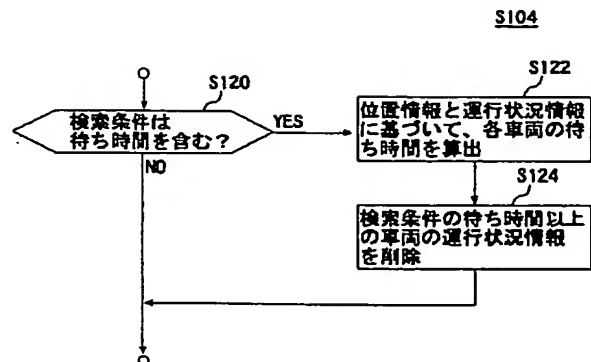 S104
S120
検索条件は
待ち時間を含む？
YES
NO
S122
位置情報と運行状況情報
に基づいて、各車両の待
ち時間を算出
S124
検索条件の待ち時間以上
の車両の運行状況情報
を削除